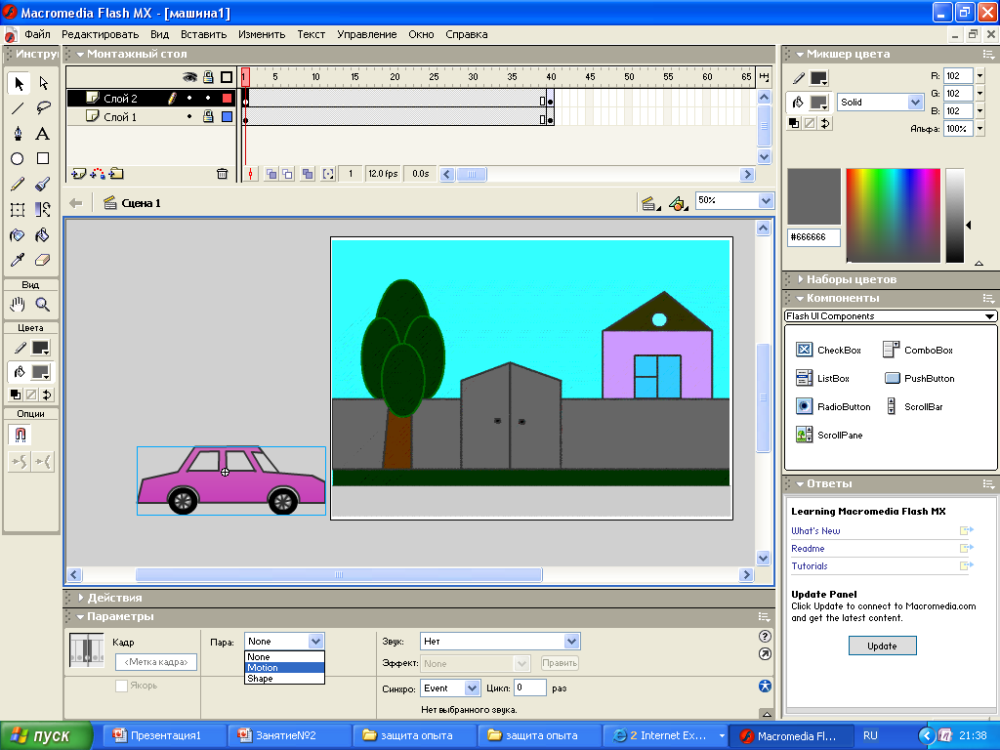 Macromedia Flash MX - [машина1]
Файл Редактировать Вид Вставить Изменить Текст Управление Окно Справка
Инстру
Монтажный стол
Микшер цвета
1 5 10 15 20 25 30 35 40 45 50 55 60 65
Слой 2
Слой 1
1 12.0 fps 0.0s
Сцена 1
50%
R: 102
G: 102
B: 102
Solid
Альфа: 100%
#666666
Вид
Цвета
Опции
Наборы цветов
Компоненты
Flash UI Components
CheckBox ComboBox
ListBox PushButton
RadioButton ScrollBar
ScrollPane
Ответы
Learning Macromedia Flash MX
What's New
Readme
Tutorials
Update Panel
Click Update to connect to Macromedia.com
and get the latest content.
Update
Действия
Параметры
Кадр
<Метка кадра>
Якорь
Пара: None
None
Motion
Shape
Звук: Нет
Эффект: None Править
Синхро: Event Цикл: 0 раз
Нет выбранного звука.
пуск Презентация1 Занятие№2 защита опыта защита опыта 2 Internet Ex... Macromedia Fl... RU 21:38